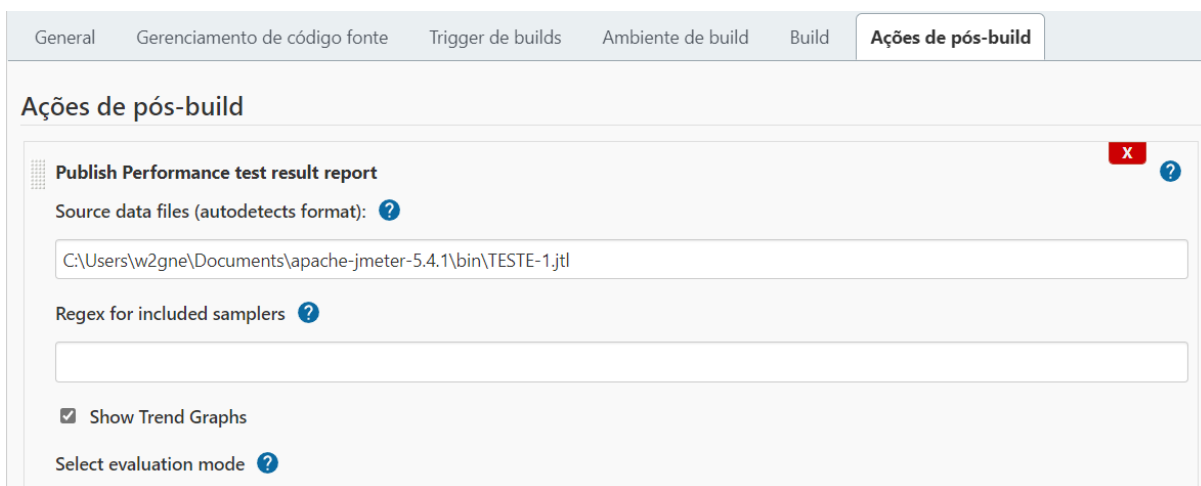 General Gerenciamento de código fonte Trigger de builds Ambiente de build Build Ações de pós-build
Ações de pós-build
X
Publish Performance test result report ?
Source data files (autodetects format): ?
C:\Users\w2gne\Documents\apache-jmeter-5.4.1\bin\TESTE-1.jtl
Regex for included samplers ?
Show Trend Graphs
Select evaluation mode ?